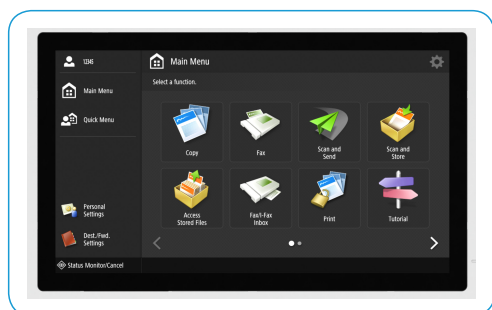 12345
Main Menu
Quick Menu
Personal
Settings
Dest./Fwd.
Settings
Status Monitor/Cancel
Main Menu
Select a function.
Copy
Fax
Scan and
Send
Scan and
Store
Access
Stored Files
Fax/I-Fax
Inbox
Print
Tutorial